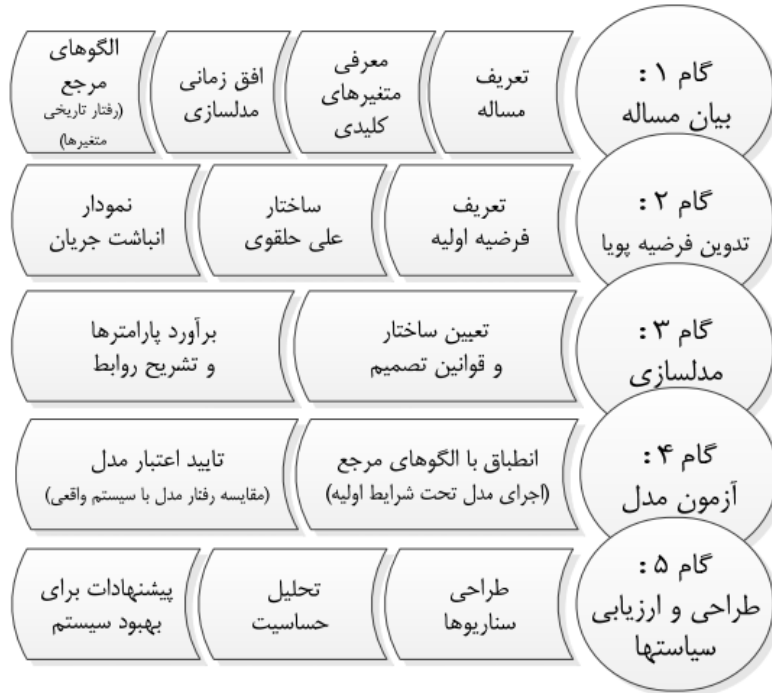 گام ۱:
بیان مساله
تعریف
مساله
معرفی
متغیرهای
کلیدی
افق زمانی
مدلسازی
الگوهای
مرجع
(رفتار تاریخی
متغیرها)
گام ۲:
تدوین فرضیه پویا
تعریف
فرضیه اولیه
ساختار
علی حلقوی
نمودار
انباشت جریان
گام ۳:
مدلسازی
تعیین ساختار
و قوانین تصمیم
برآورد پارامترها
و تشریح روابط
گام ۴:
آزمون مدل
انطباق با الگوهای مرجع
(اجرای مدل تحت شرایط اولیه)
تایید اعتبار مدل
(مقایسه رفتار مدل با سیستم واقعی)
گام ۵:
طراحی و ارزیابی
سیاستها
طراحی
سناریوها
تحلیل
حساسیت
پیشنهادات برای
بهبود سیستم